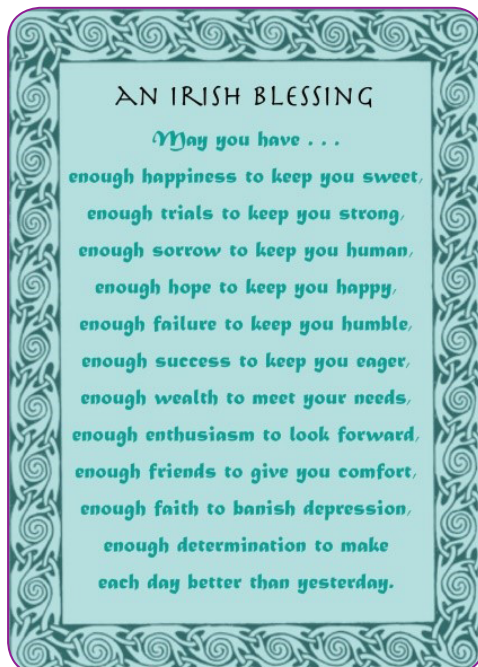 AN IRISH BLESSING
May you have . . .
enough happiness to keep you sweet,
enough trials to keep you strong,
enough sorrow to keep you human,
enough hope to keep you happy,
enough failure to keep you humble,
enough success to keep you eager,
enough wealth to meet your needs,
enough enthusiasm to look forward,
enough friends to give you comfort,
enough faith to banish depression,
enough determination to make
each day better than yesterday.